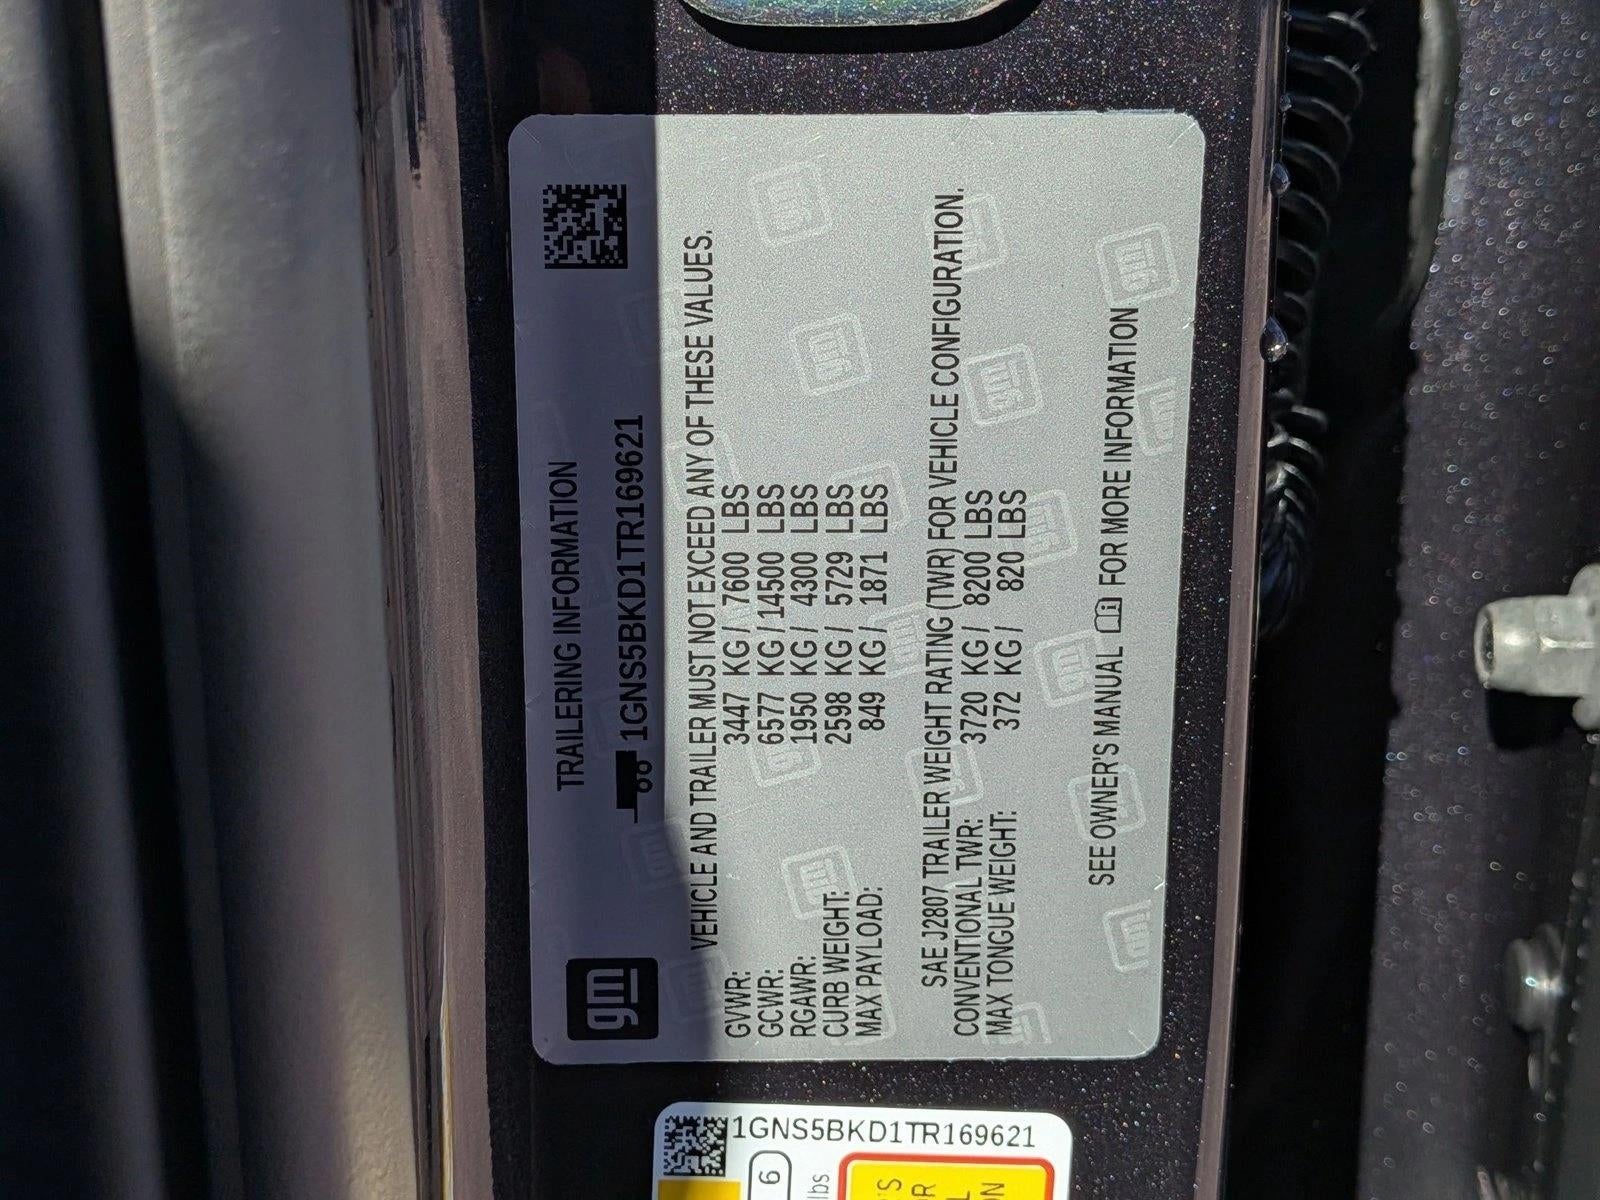 gm
TRAILERING INFORMATION
1GNS5BKD1TR169621
VEHICLE AND TRAILER MUST NOT EXCEED ANY OF THESE VALUES.
GVWR: 3447 KG / 7600 LBS
GCWR: 6577 KG / 14500 LBS
RGAWR: 1950 KG / 4300 LBS
CURB WEIGHT: 2598 KG / 5729 LBS
MAX PAYLOAD: 849 KG / 1871 LBS
SAE J2807 TRAILER WEIGHT RATING (TWR) FOR VEHICLE CONFIGURATION.
CONVENTIONAL TWR: 3720 KG / 8200 LBS
MAX TONGUE WEIGHT: 372 KG / 820 LBS
SEE OWNER'S MANUAL FOR MORE INFORMATION
1GNS5BKD1TR169621
6
lbs